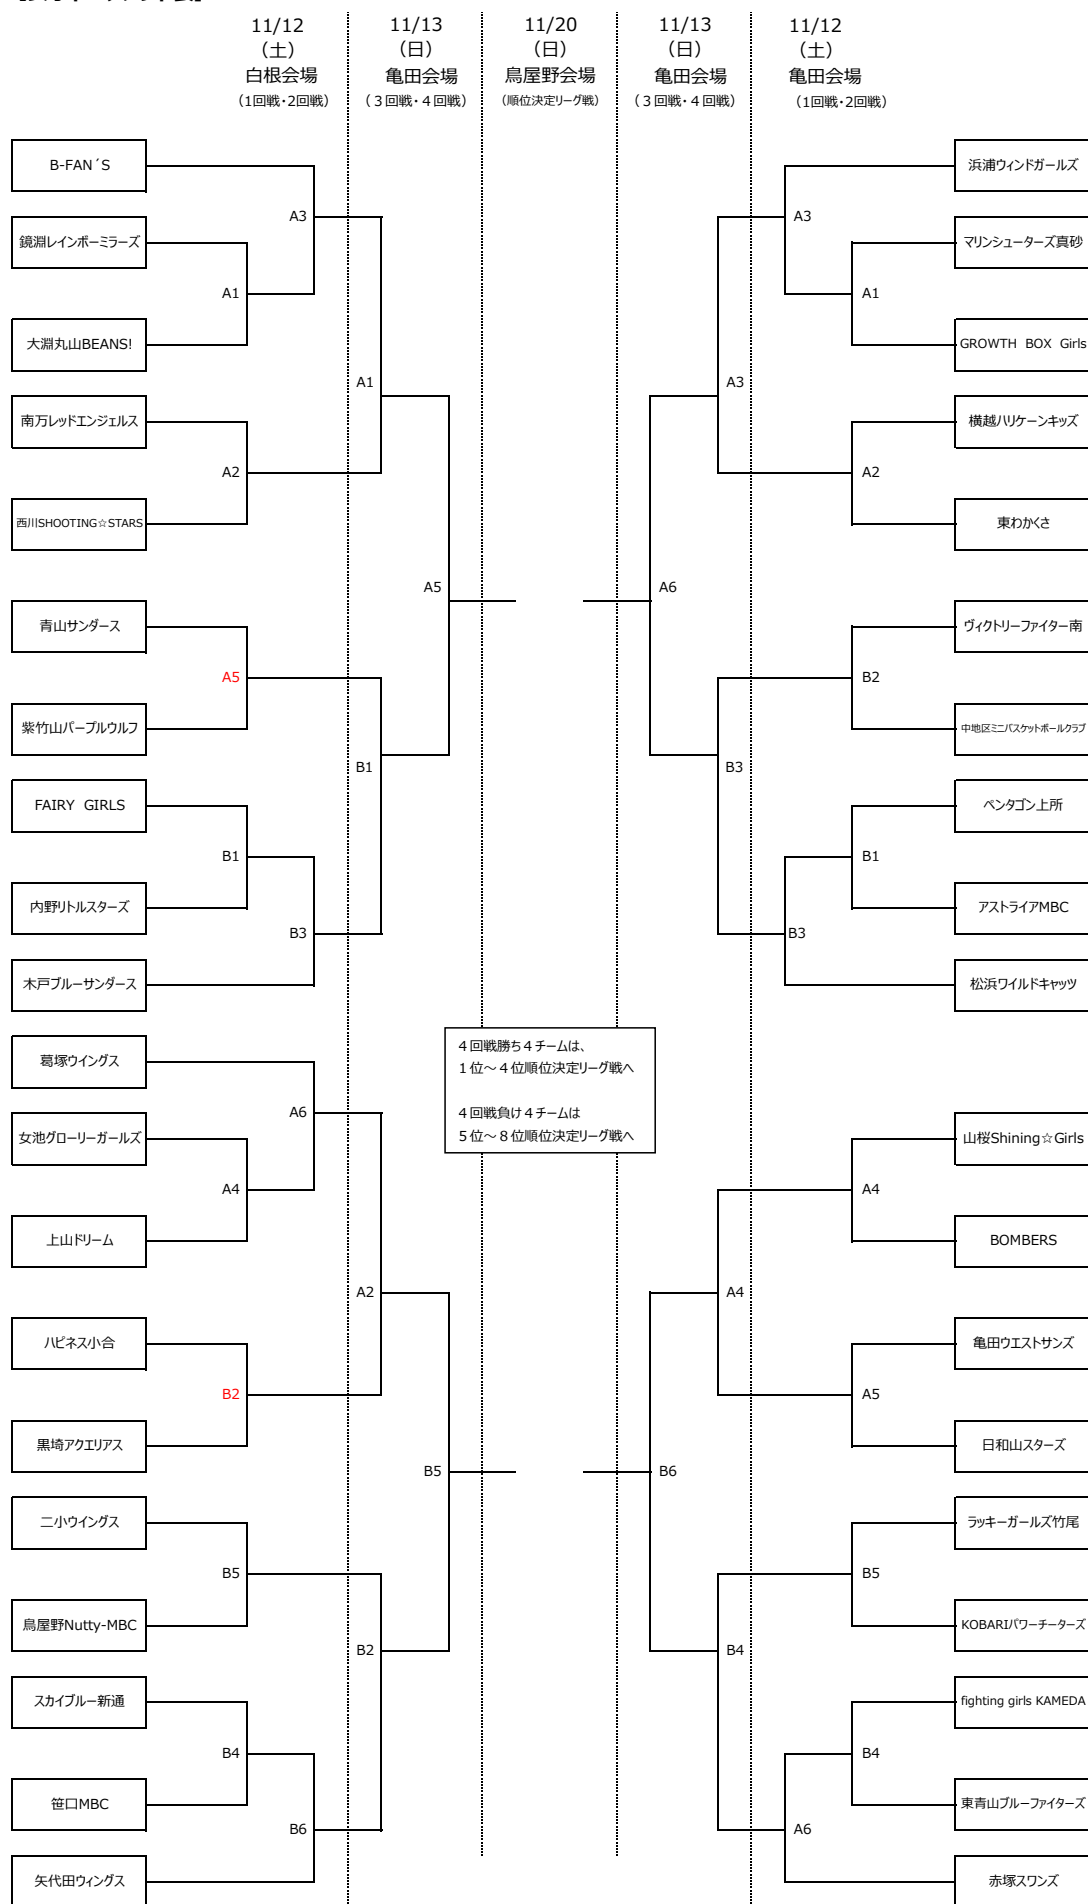 11/12
（土）
白根会場
（1回戦・2回戦）
11/13
（日）
亀田会場
（３回戦・４回戦）
11/20
（日）
鳥屋野会場
（順位決定リーグ戦）
11/13
（日）
亀田会場
（３回戦・４回戦）
11/12
（土）
亀田会場
（1回戦・2回戦）
B-FAN´S
浜浦ウィンドガールズ
A3
A3
鏡淵レインボーミラーズ
マリンシューターズ真砂
A1
A1
大淵丸山BEANS!
GROWTH BOX Girls
A1
A3
南万レッドエンジェルス
横越ハリケーンキッズ
A2
A2
西川SHOOTING☆STARS
東わかくさ
A5
A6
青山サンダース
ヴィクトリーファイター南
A5
B2
紫竹山パープルウルフ
中地区ミニバスケットボールクラブ
B1
B3
FAIRY GIRLS
ペンタゴン上所
B1
B1
内野リトルスターズ
アストライアMBC
B3
B3
木戸ブルーサンダース
松浜ワイルドキャッツ
４回戦勝ち４チームは、
１位～４位順位決定リーグ戦へ
４回戦負け４チームは
５位～８位順位決定リーグ戦へ
葛塚ウイングス
A6
女池グローリーガールズ
山桜Shining☆Girls
A4
A4
上山ドリーム
BOMBERS
A2
A4
ハピネス小合
亀田ウエストサンズ
B2
A5
黒埼アクエリアス
日和山スターズ
B5
B6
二小ウイングス
ラッキーガールズ竹尾
B5
B5
鳥屋野Nutty-MBC
KOBARIパワーチーターズ
B2
B4
スカイブルー新通
fighting girls KAMEDA
B4
B4
笹口MBC
東青山ブルーファイターズ
B6
A6
矢代田ウィングス
赤塚スワンズ